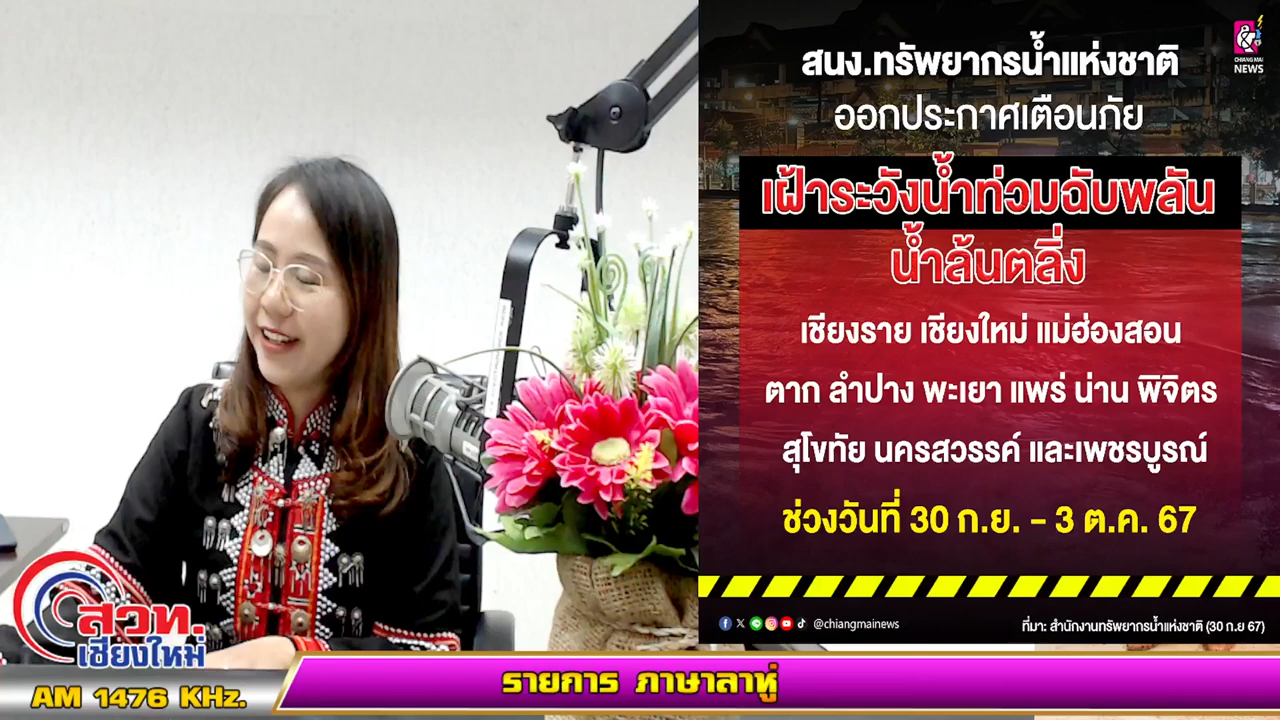 สนง.ทรัพยากรน้ำแห่งชาติ
ออกประกาศเตือนภัย
เฝ้าระวังน้ำท่วมฉับพลัน
น้ำล้นตลิ่ง
เชียงราย เชียงใหม่ แม่ฮ่องสอน
ตาก ลำปาง พะเยา แพร่ น่าน พิจิตร
สุโขทัย นครสวรรค์ และเพชรบูรณ์
ช่วงวันที่ 30 ก.ย. - 3 ต.ค. 67
CHIANG MAI
NEWS
@chiangmainews
ที่มา: สำนักงานทรัพยากรน้ำแห่งชาติ (30 ก.ย 67)
สวท.
เชียงใหม่
AM 1476 KHz.
รายการ ภาษาลาหู่